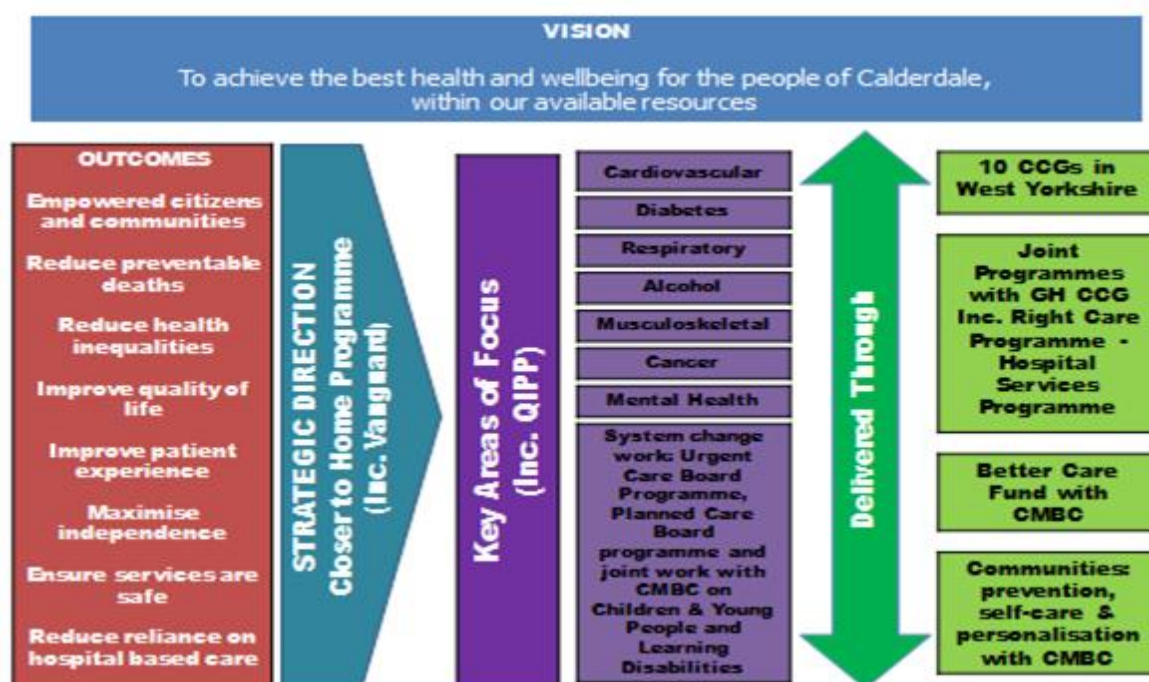 VISION
To achieve the best health and wellbeing for the people of Calderdale,
within our available resources
OUTCOMES
Empowered citizens
and communities
Reduce preventable
deaths
Reduce health
inequalities
Improve quality of
life
Improve patient
experience
Maximise
independence
Ensure services are
safe
Reduce reliance on
hospital based care
STRATEGIC DIRECTION
Closer to Home Programme
(Inc. Vanguard)
Key Areas of Focus
(Inc. QIPP)
Cardiovascular
Diabetes
Respiratory
Alcohol
Musculoskeletal
Cancer
Mental Health
System change
work: Urgent
Care Board
Programme,
Planned Care
Board
programme and
joint work with
CMBC on
Children & Young
People and
Learning
Disabilities
Delivered Through
10 CCGs in
West Yorkshire
Joint
Programmes
with GH CCG
Inc. Right Care
Programme -
Hospital
Services
Programme
Better Care
Fund with
CMBC
Communities:
prevention,
self-care &
personalisation
with CMBC